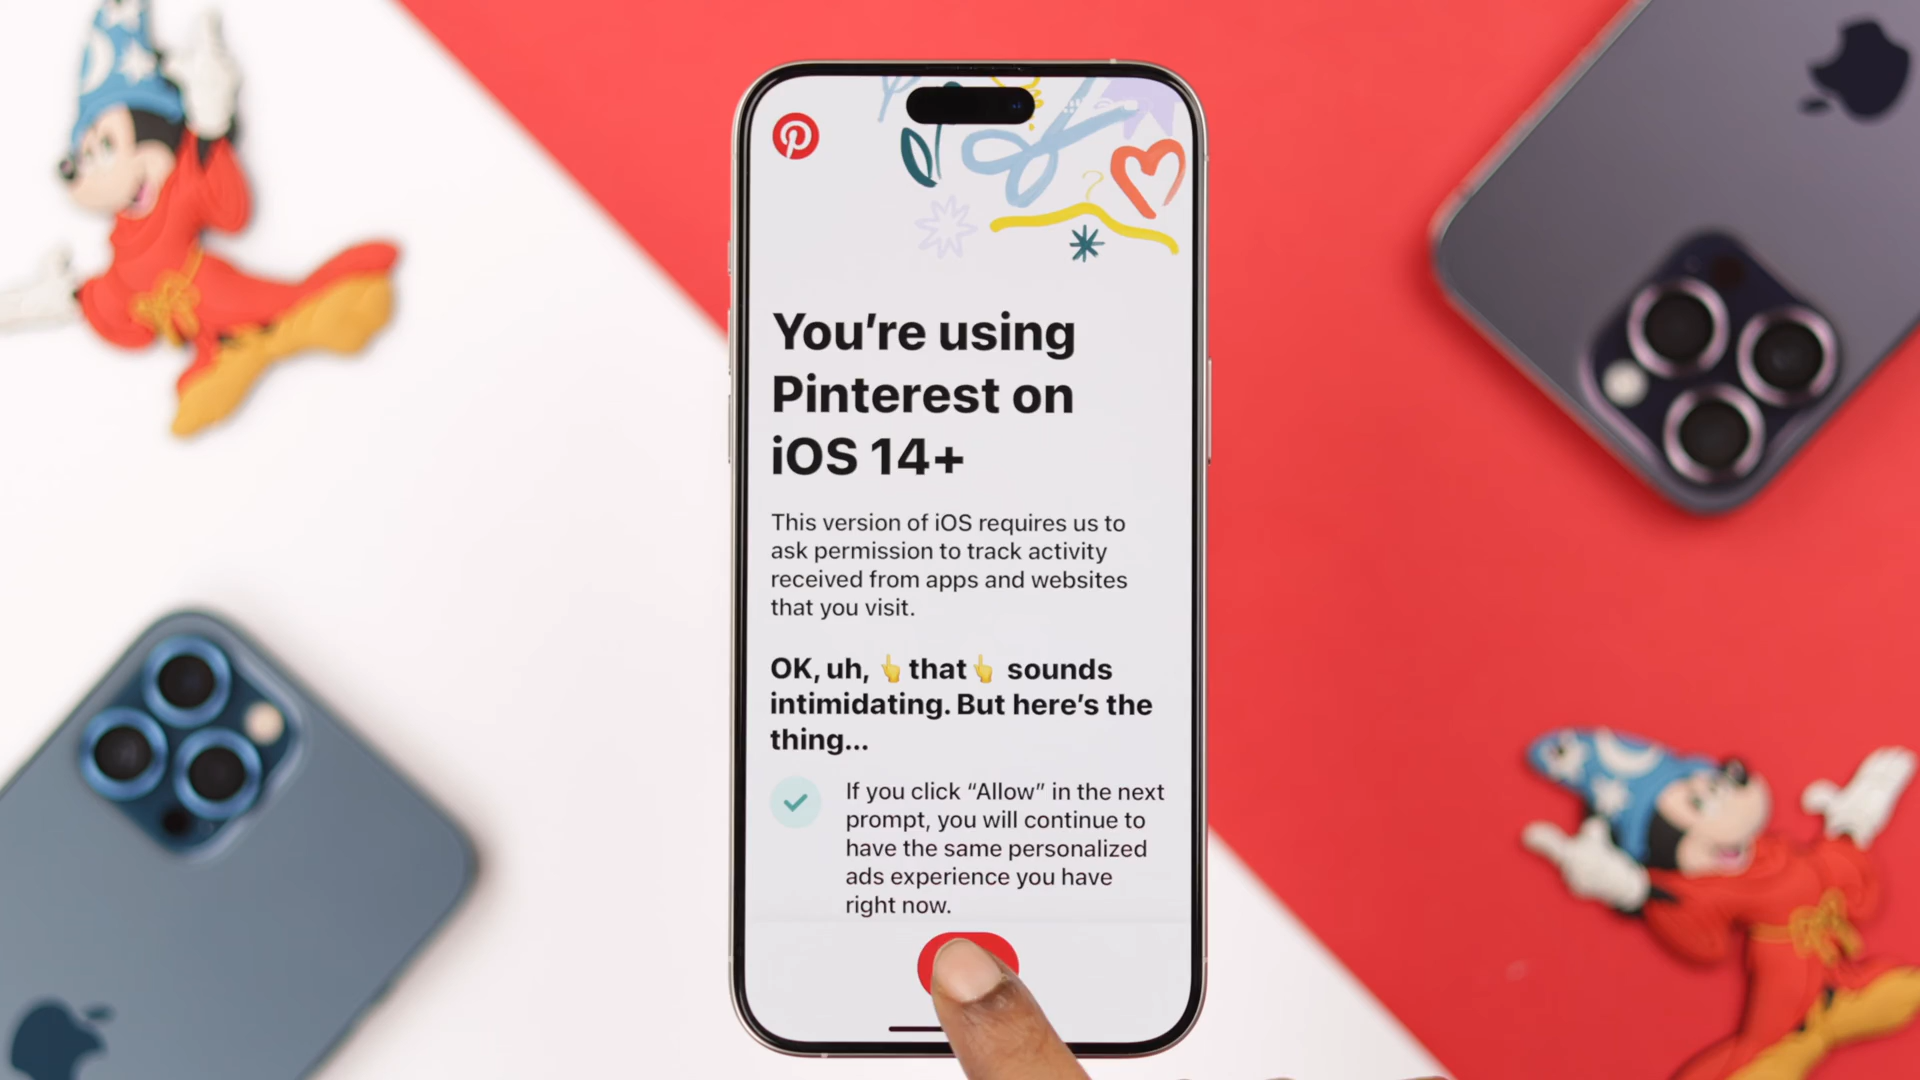 You’re using
Pinterest on
iOS 14+
This version of iOS requires us to
ask permission to track activity
received from apps and websites
that you visit.
OK, uh, 👆that👆 sounds
intimidating. But here’s the
thing...
If you click “Allow” in the next
prompt, you will continue to
have the same personalized
ads experience you have
right now.